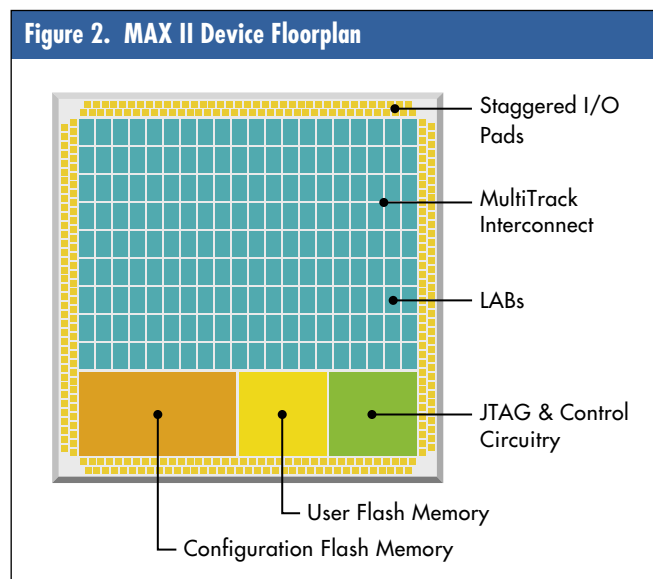 Figure 2. MAX II Device Floorplan
Staggered I/O
Pads
MultiTrack
Interconnect
LABs
JTAG & Control
Circuitry
User Flash Memory
Configuration Flash Memory